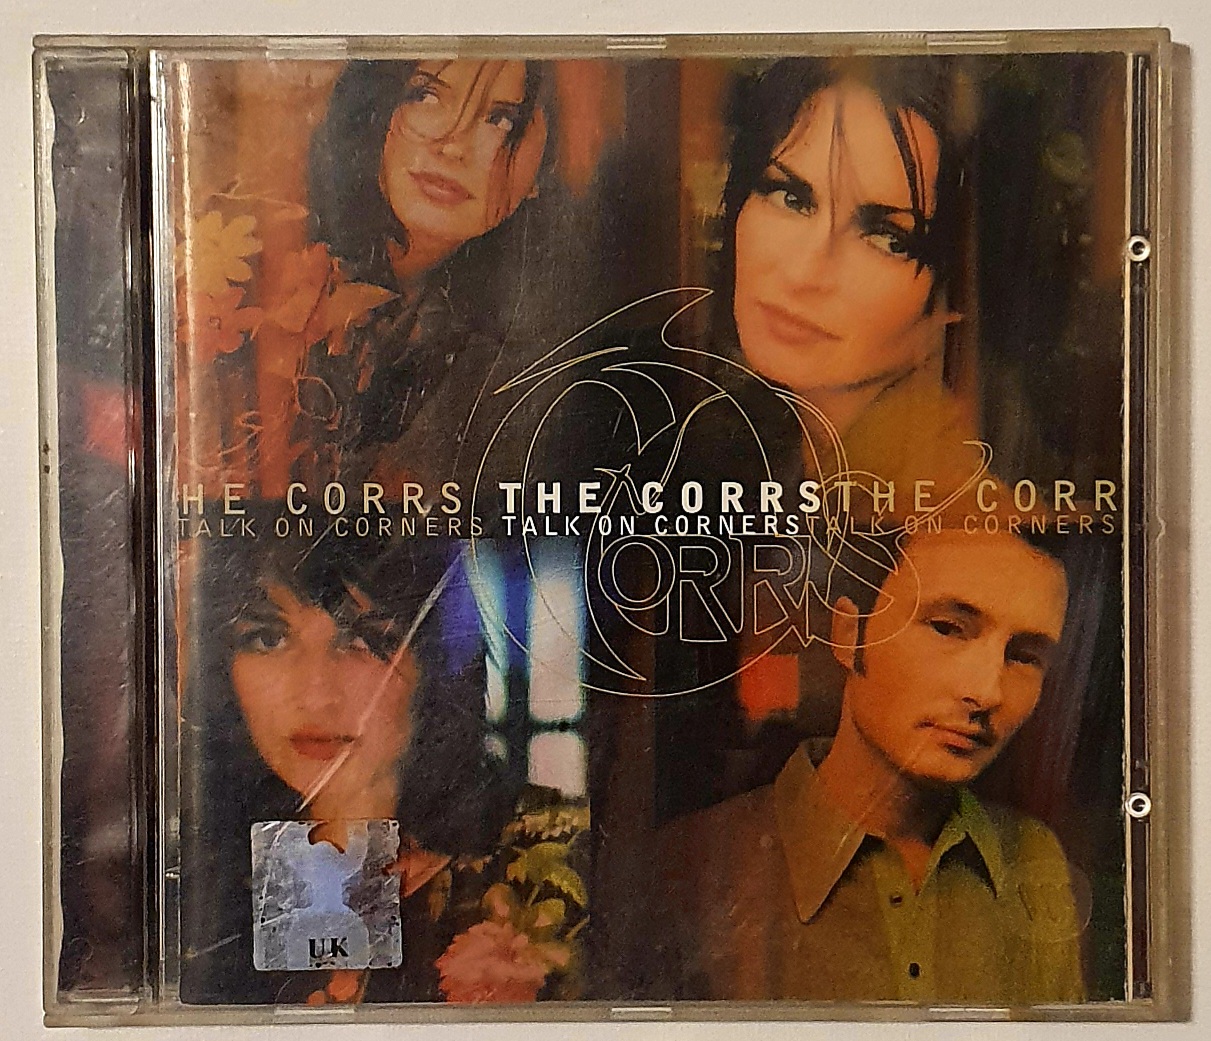 HE CORRS THE CORRS THE CORR
TALK ON CORNERS TALK ON CORNERS TALK ON CORNERS
CORRS
UK